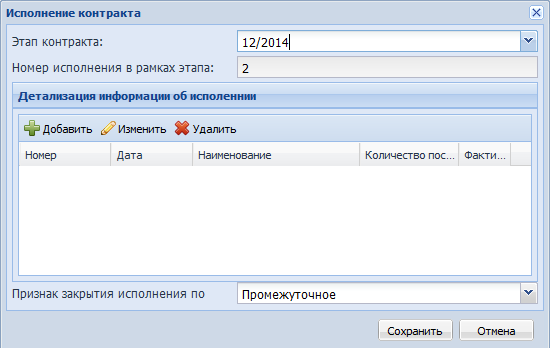 Исполнение контракта
Этап контракта: 12/2014
Номер исполнения в рамках этапа: 2
Детализация информации об исполении
Добавить Изменить Удалить
Номер Дата Наименование Количество пос... Факти...
Признак закрытия исполнения по Промежуточное
Сохранить Отмена